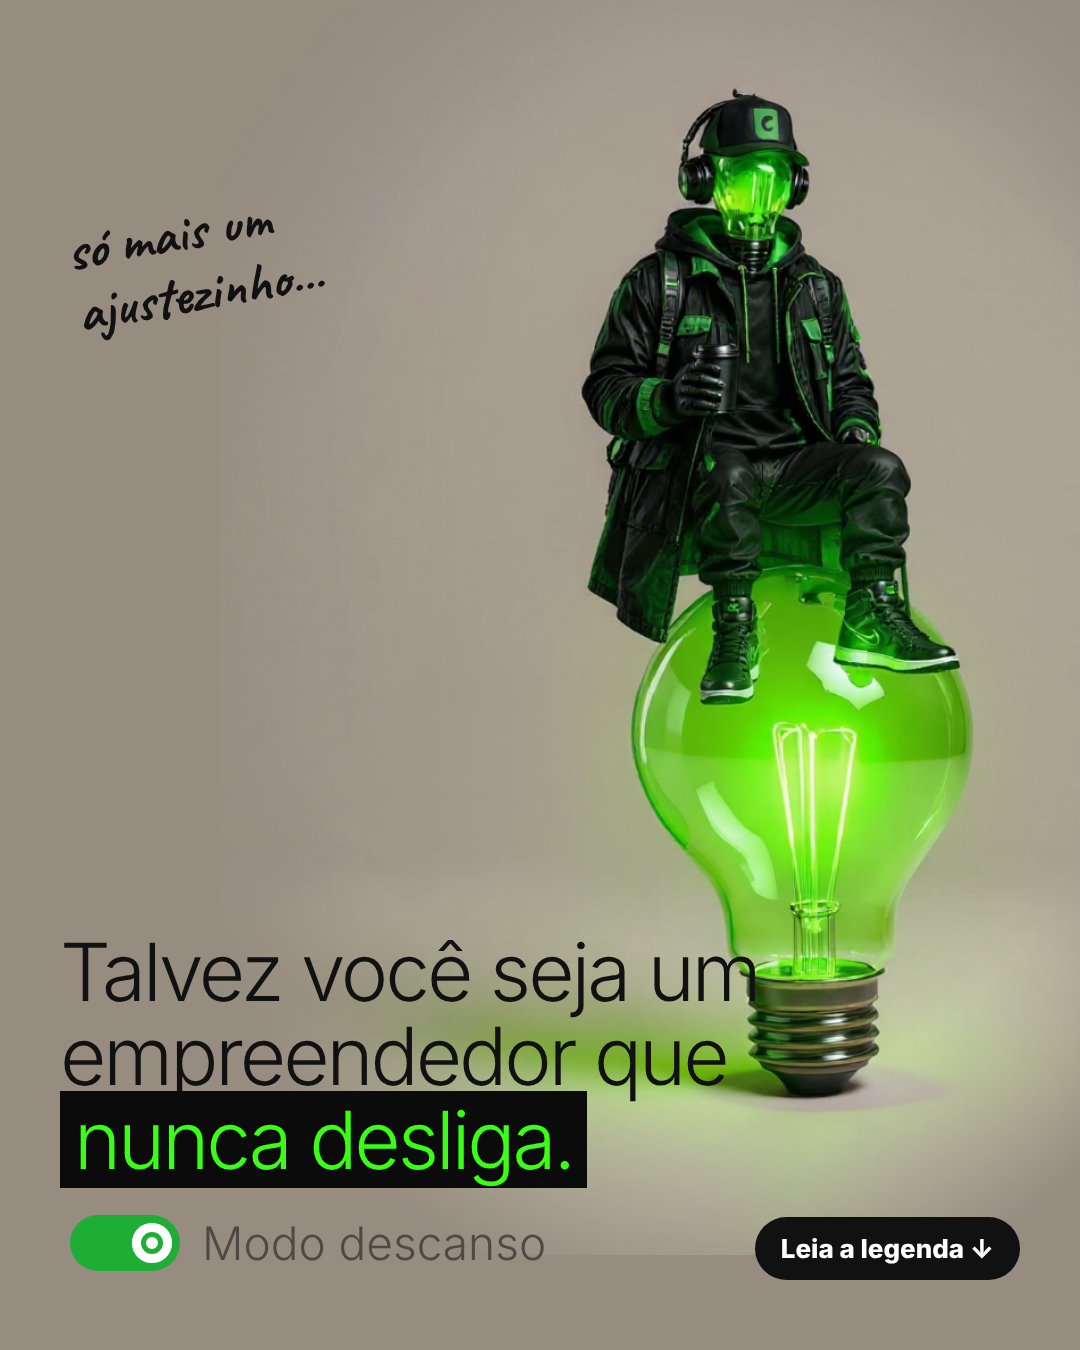 só mais um
ajustezinho...
Talvez você seja um
empreendedor que
nunca desliga.
Modo descanso
Leia a legenda ↓